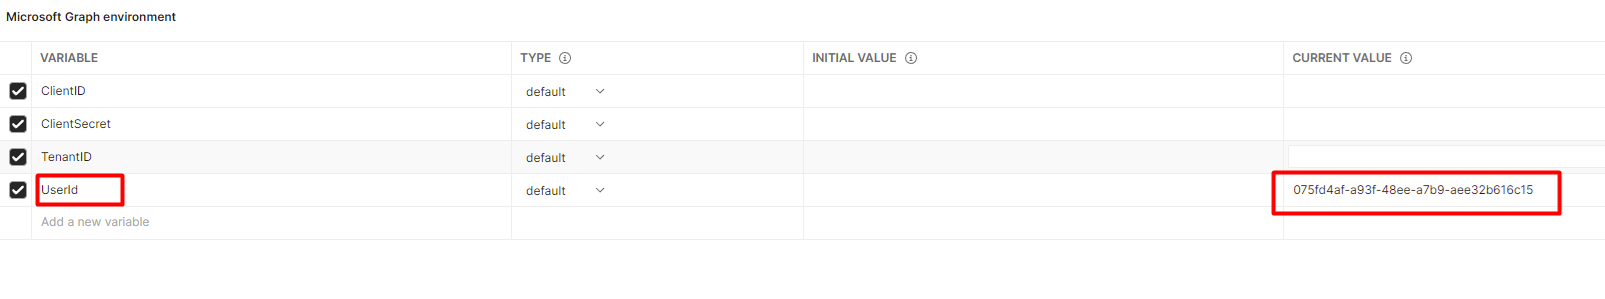 Microsoft Graph environment
VARIABLE TYPE INITIAL VALUE CURRENT VALUE
ClientID default
ClientSecret default
TenantID default
UserId default 075fd4af-a93f-48ee-a7b9-aee32b616c15
Add a new variable